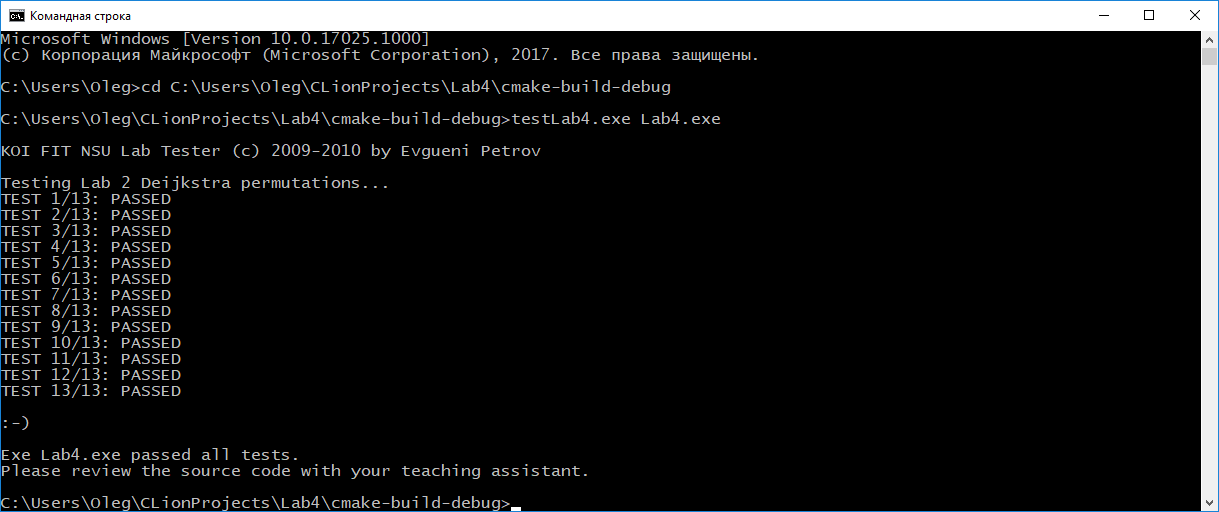 Командная строка
Microsoft Windows [Version 10.0.17025.1000]
(c) Корпорация Майкрософт (Microsoft Corporation), 2017. Все права защищены.
C:\Users\Oleg>cd C:\Users\Oleg\CLionProjects\Lab4\cmake-build-debug
C:\Users\Oleg\CLionProjects\Lab4\cmake-build-debug>testLab4.exe Lab4.exe
KOI FIT NSU Lab Tester (c) 2009-2010 by Evgueni Petrov
Testing Lab 2 Deijkstra permutations...
TEST 1/13: PASSED
TEST 2/13: PASSED
TEST 3/13: PASSED
TEST 4/13: PASSED
TEST 5/13: PASSED
TEST 6/13: PASSED
TEST 7/13: PASSED
TEST 8/13: PASSED
TEST 9/13: PASSED
TEST 10/13: PASSED
TEST 11/13: PASSED
TEST 12/13: PASSED
TEST 13/13: PASSED
:-)
Exe Lab4.exe passed all tests.
Please review the source code with your teaching assistant.
C:\Users\Oleg\CLionProjects\Lab4\cmake-build-debug>